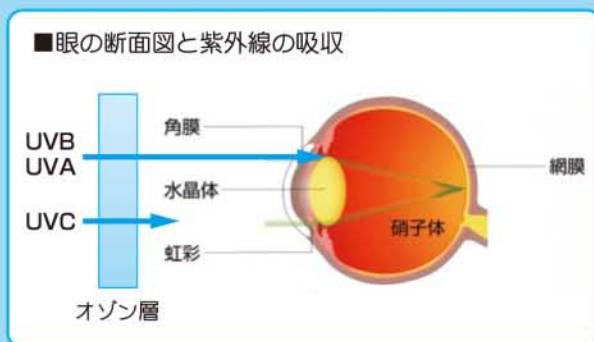 ■眼の断面図と紫外線の吸収
UVB
UVA
UVC
オゾン層
角膜
水晶体
虹彩
硝子体
網膜